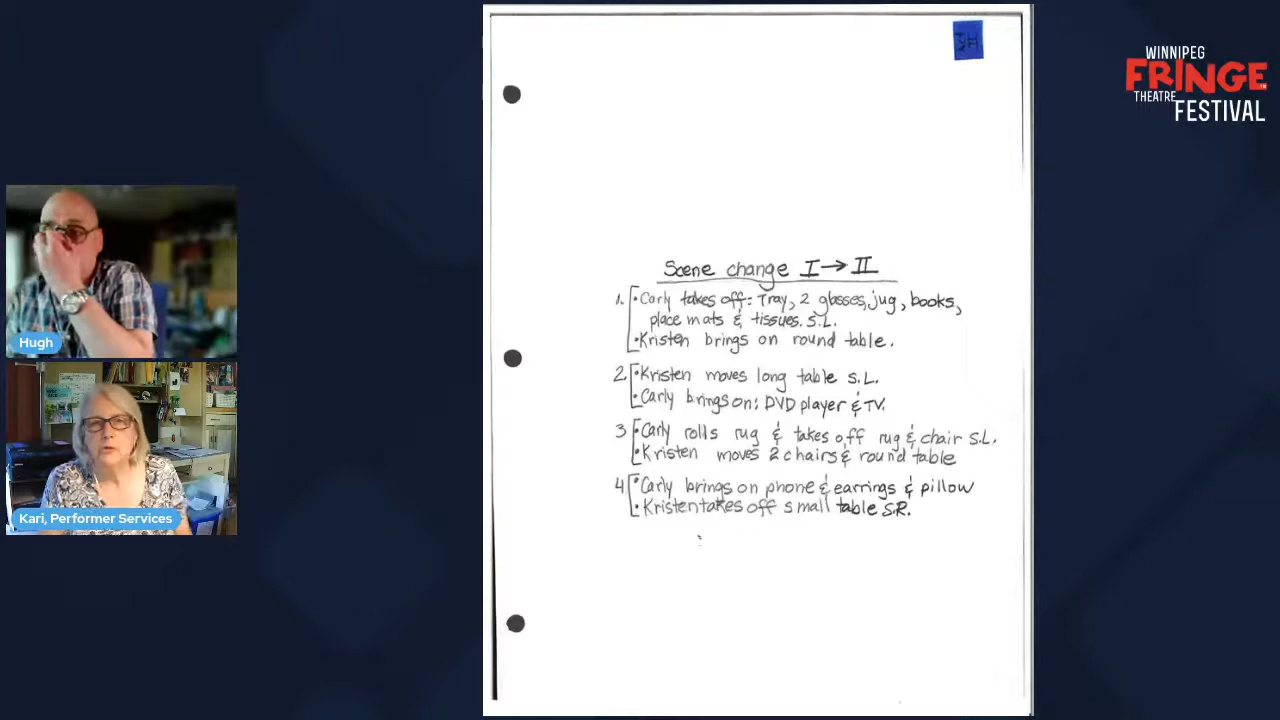 Act
II
WINNIPEG
FRINGE
THEATRE
FESTIVAL
Scene change I → II
1. • Carly takes off: Tray, 2 glasses, jug, books,
place mats & tissues. S.L.
• Kristen brings on round table.
2. • Kristen moves long table S.L.
• Carly brings on: DVD player & TV.
3 • Carly rolls rug & takes off rug & chair S.L.
• Kristen moves 2 chairs & round table
4 • Carly brings on phone & earrings & pillow
• Kristen takes off small table S.R.
Hugh
Kari, Performer Services